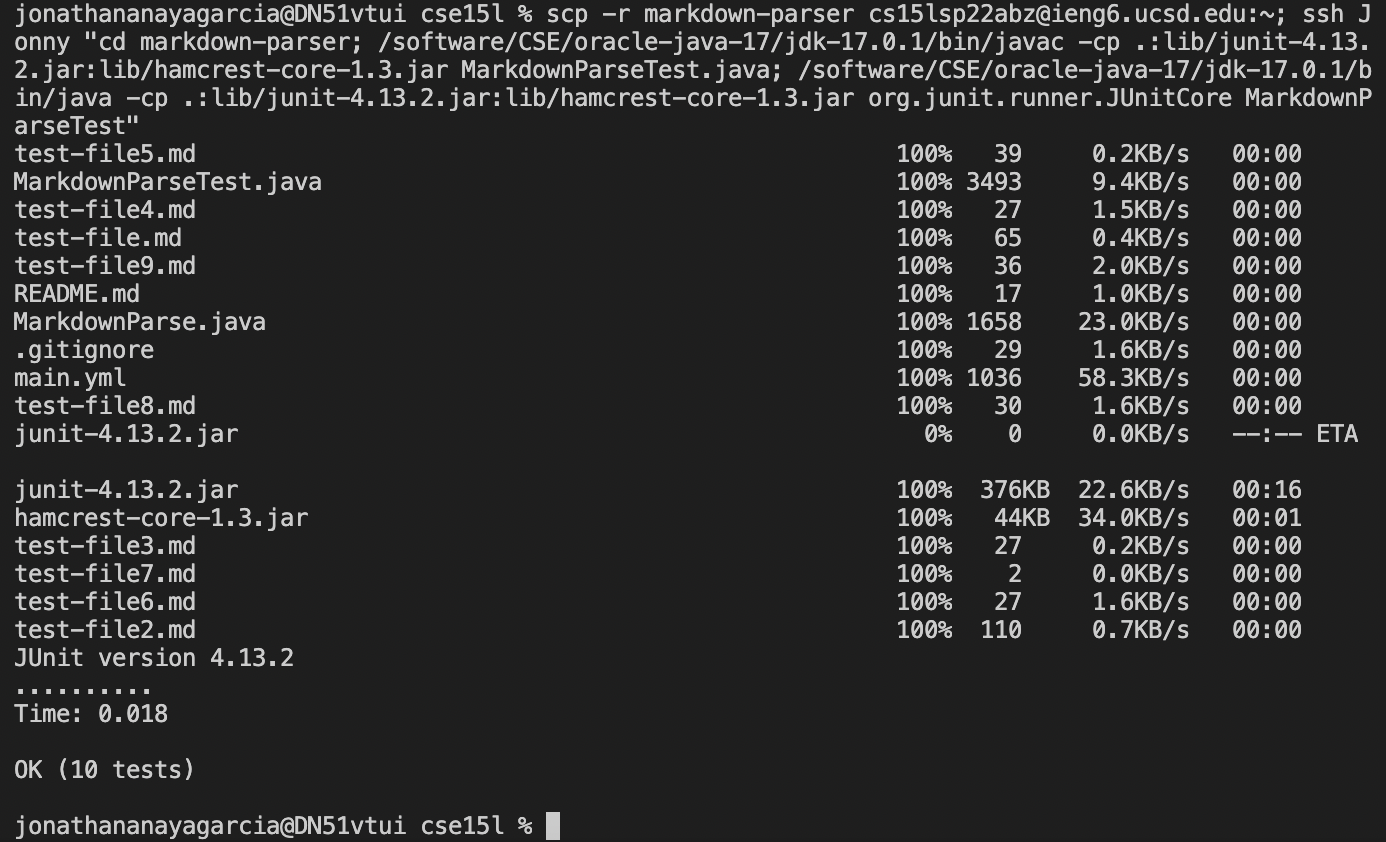 jonathananayagarcia@DN51vtui cse15l % scp -r markdown-parser cs15lsp22abz@ieng6.ucsd.edu:~; ssh J
onny "cd markdown-parser; /software/CSE/oracle-java-17/jdk-17.0.1/bin/javac -cp .:lib/junit-4.13.
2.jar:lib/hamcrest-core-1.3.jar MarkdownParseTest.java; /software/CSE/oracle-java-17/jdk-17.0.1/b
in/java -cp .:lib/junit-4.13.2.jar:lib/hamcrest-core-1.3.jar org.junit.runner.JUnitCore MarkdownP
arseTest"
test-file5.md 100% 39 0.2KB/s 00:00
MarkdownParseTest.java 100% 3493 9.4KB/s 00:00
test-file4.md 100% 27 1.5KB/s 00:00
test-file.md 100% 65 0.4KB/s 00:00
test-file9.md 100% 36 2.0KB/s 00:00
README.md 100% 17 1.0KB/s 00:00
MarkdownParse.java 100% 1658 23.0KB/s 00:00
.gitignore 100% 29 1.6KB/s 00:00
main.yml 100% 1036 58.3KB/s 00:00
test-file8.md 100% 30 1.6KB/s 00:00
junit-4.13.2.jar 0% 0 0.0KB/s --:-- ETA
junit-4.13.2.jar 100% 376KB 22.6KB/s 00:16
hamcrest-core-1.3.jar 100% 44KB 34.0KB/s 00:01
test-file3.md 100% 27 0.2KB/s 00:00
test-file7.md 100% 2 0.0KB/s 00:00
test-file6.md 100% 27 1.6KB/s 00:00
test-file2.md 100% 110 0.7KB/s 00:00
JUnit version 4.13.2
..........
Time: 0.018
OK (10 tests)
jonathananayagarcia@DN51vtui cse15l %